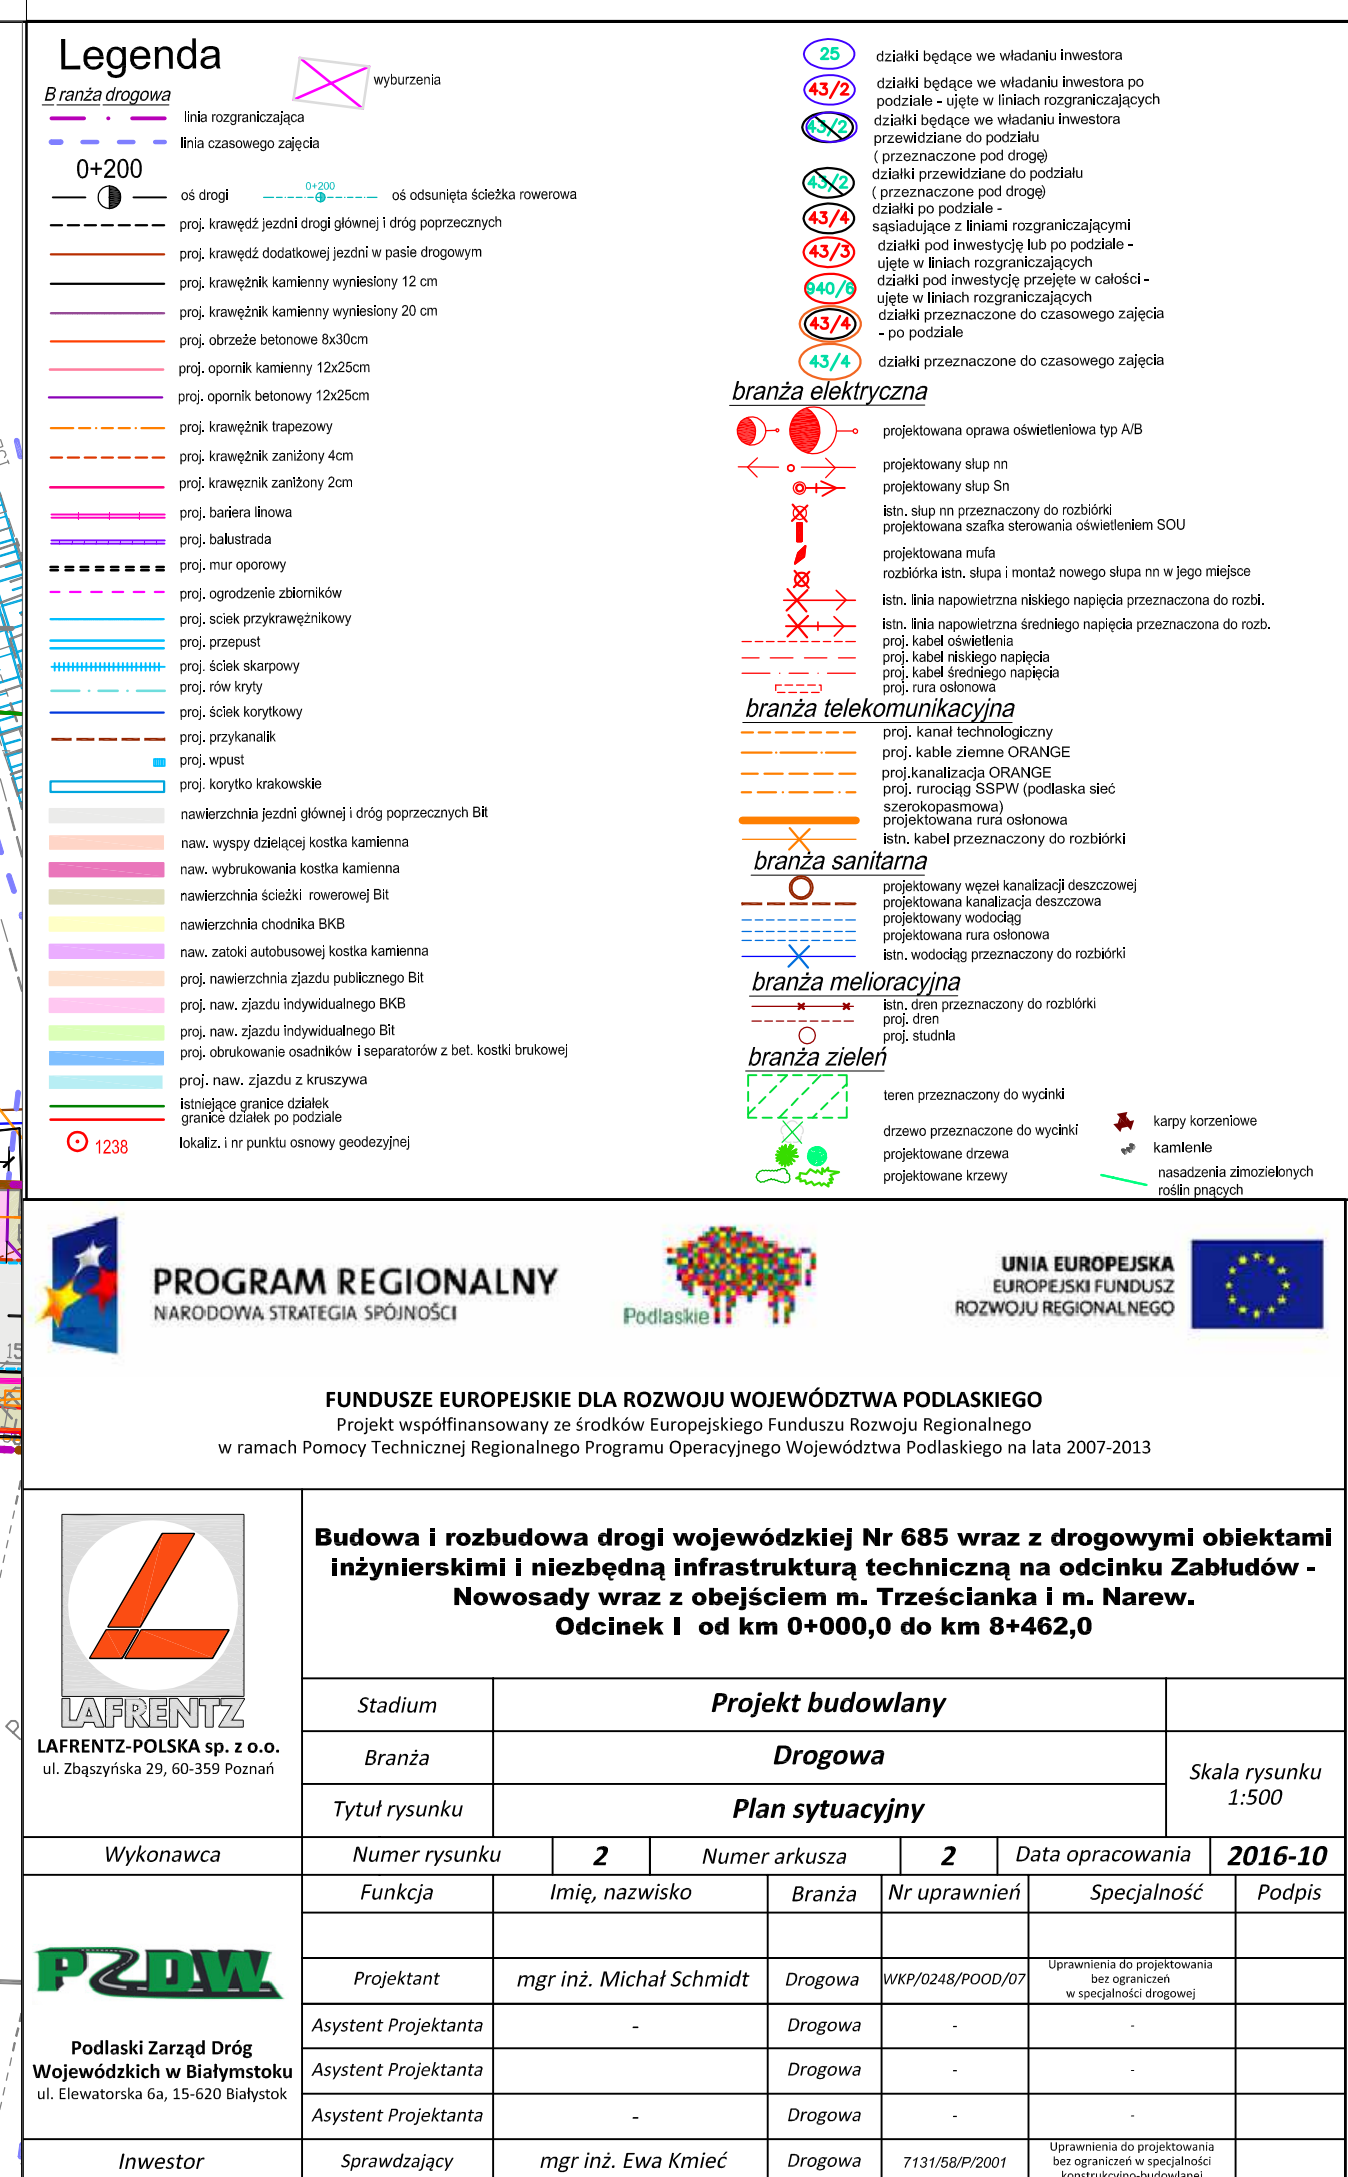 Legenda
wyburzenia
B ranża drogowa
linia rozgraniczająca
linia czasowego zajęcia
0+200
oś drogi
0+200
oś odsunięta ścieżka rowerowa
proj. krawędź jezdni drogi głównej i dróg poprzecznych
proj. krawędź dodatkowej jezdni w pasie drogowym
proj. krawężnik kamienny wyniesiony 12 cm
proj. krawężnik kamienny wyniesiony 20 cm
proj. obrzeże betonowe 8x30cm
proj. opornik kamienny 12x25cm
proj. opornik betonowy 12x25cm
proj. krawężnik trapezowy
proj. krawężnik zaniżony 4cm
proj. krawęznik zaniżony 2cm
proj. bariera linowa
proj. balustrada
proj. mur oporowy
proj. ogrodzenie zbiorników
proj. sciek przykrawężnikowy
proj. przepust
proj. ściek skarpowy
proj. rów kryty
proj. ściek korytkowy
proj. przykanalik
proj. wpust
proj. korytko krakowskie
nawierzchnia jezdni głównej i dróg poprzecznych Bit
naw. wyspy dzielącej kostka kamienna
naw. wybrukowania kostka kamienna
nawierzchnia ścieżki rowerowej Bit
nawierzchnia chodnika BKB
naw. zatoki autobusowej kostka kamienna
proj. nawierzchnia zjazdu publicznego Bit
proj. naw. zjazdu indywidualnego BKB
proj. naw. zjazdu indywidualnego Bit
proj. obrukowanie osadników i separatorów z bet. kostki brukowej
proj. naw. zjazdu z kruszywa
istniejące granice działek
granice działek po podziale
1238
lokaliz. i nr punktu osnowy geodezyjnej
25
działki będące we władaniu inwestora
43/2
działki będące we władaniu inwestora po
podziale - ujęte w liniach rozgraniczających
43/2
działki będące we władaniu inwestora
przewidziane do podziału
( przeznaczone pod drogę)
43/2
działki przewidziane do podziału
( przeznaczone pod drogę)
43/4
działki po podziale -
sąsiadujące z liniami rozgraniczającymi
43/3
działki pod inwestycję lub po podziale -
ujęte w liniach rozgraniczających
940/6
działki pod inwestycję przejęte w całości -
ujęte w liniach rozgraniczających
43/4
działki przeznaczone do czasowego zajęcia
- po podziale
43/4
działki przeznaczone do czasowego zajęcia
branża elektryczna
projektowana oprawa oświetleniowa typ A/B
projektowany słup nn
projektowany słup Sn
istn. słup nn przeznaczony do rozbiórki
projektowana szafka sterowania oświetleniem SOU
projektowana mufa
rozbiórka istn. słupa i montaż nowego słupa nn w jego miejsce
istn. linia napowietrzna niskiego napięcia przeznaczona do rozbi.
istn. linia napowietrzna średniego napięcia przeznaczona do rozb.
proj. kabel oświetlenia
proj. kabel niskiego napięcia
proj. kabel średniego napięcia
proj. rura osłonowa
branża telekomunikacyjna
proj. kanał technologiczny
proj. kable ziemne ORANGE
proj.kanalizacja ORANGE
proj. rurociąg SSPW (podlaska sieć
szerokopasmowa)
projektowana rura osłonowa
istn. kabel przeznaczony do rozbiórki
branża sanitarna
projektowany węzeł kanalizacji deszczowej
projektowana kanalizacja deszczowa
projektowany wodociąg
projektowana rura osłonowa
istn. wodociąg przeznaczony do rozbiórki
branża melioracyjna
istn. dren przeznaczony do rozbiórki
proj. dren
proj. studnia
branża zieleń
teren przeznaczony do wycinki
drzewo przeznaczone do wycinki
projektowane drzewa
projektowane krzewy
karpy korzeniowe
kamienie
nasadzenia zimozielonych
roślin pnących
PROGRAM REGIONALNY
NARODOWA STRATEGIA SPÓJNOŚCI
Podlaskie
UNIA EUROPEJSKA
EUROPEJSKI FUNDUSZ
ROZWOJU REGIONALNEGO
FUNDUSZE EUROPEJSKIE DLA ROZWOJU WOJEWÓDZTWA PODLASKIEGO
Projekt współfinansowany ze środków Europejskiego Funduszu Rozwoju Regionalnego
w ramach Pomocy Technicznej Regionalnego Programu Operacyjnego Województwa Podlaskiego na lata 2007-2013
LAFRENTZ
LAFRENTZ-POLSKA sp. z o.o.
ul. Zbąszyńska 29, 60-359 Poznań
Budowa i rozbudowa drogi wojewódzkiej Nr 685 wraz z drogowymi obiektami
inżynierskimi i niezbędną infrastrukturą techniczną na odcinku Zabłudów -
Nowosady wraz z obejściem m. Trześcianka i m. Narew.
Odcinek I od km 0+000,0 do km 8+462,0
Stadium
Projekt budowlany
Branża
Drogowa
Tytuł rysunku
Plan sytuacyjny
Skala rysunku
1:500
Wykonawca
Numer rysunku
2
Numer arkusza
2
Data opracowania
2016-10
Funkcja
Imię, nazwisko
Branża
Nr uprawnień
Specjalność
Podpis
Projektant
mgr inż. Michał Schmidt
Drogowa
WKP/0248/POOD/07
Uprawnienia do projektowania
bez ograniczeń
w specjalności drogowej
Asystent Projektanta
-
Drogowa
-
-
Asystent Projektanta
Drogowa
-
-
Asystent Projektanta
-
Drogowa
-
-
PZDW
Podlaski Zarząd Dróg
Wojewódzkich w Białymstoku
ul. Elewatorska 6a, 15-620 Białystok
Inwestor
Sprawdzający
mgr inż. Ewa Kmieć
Drogowa
7131/58/P/2001
Uprawnienia do projektowania
bez ograniczeń w specjalności
konstrukcyjno-budowlanej